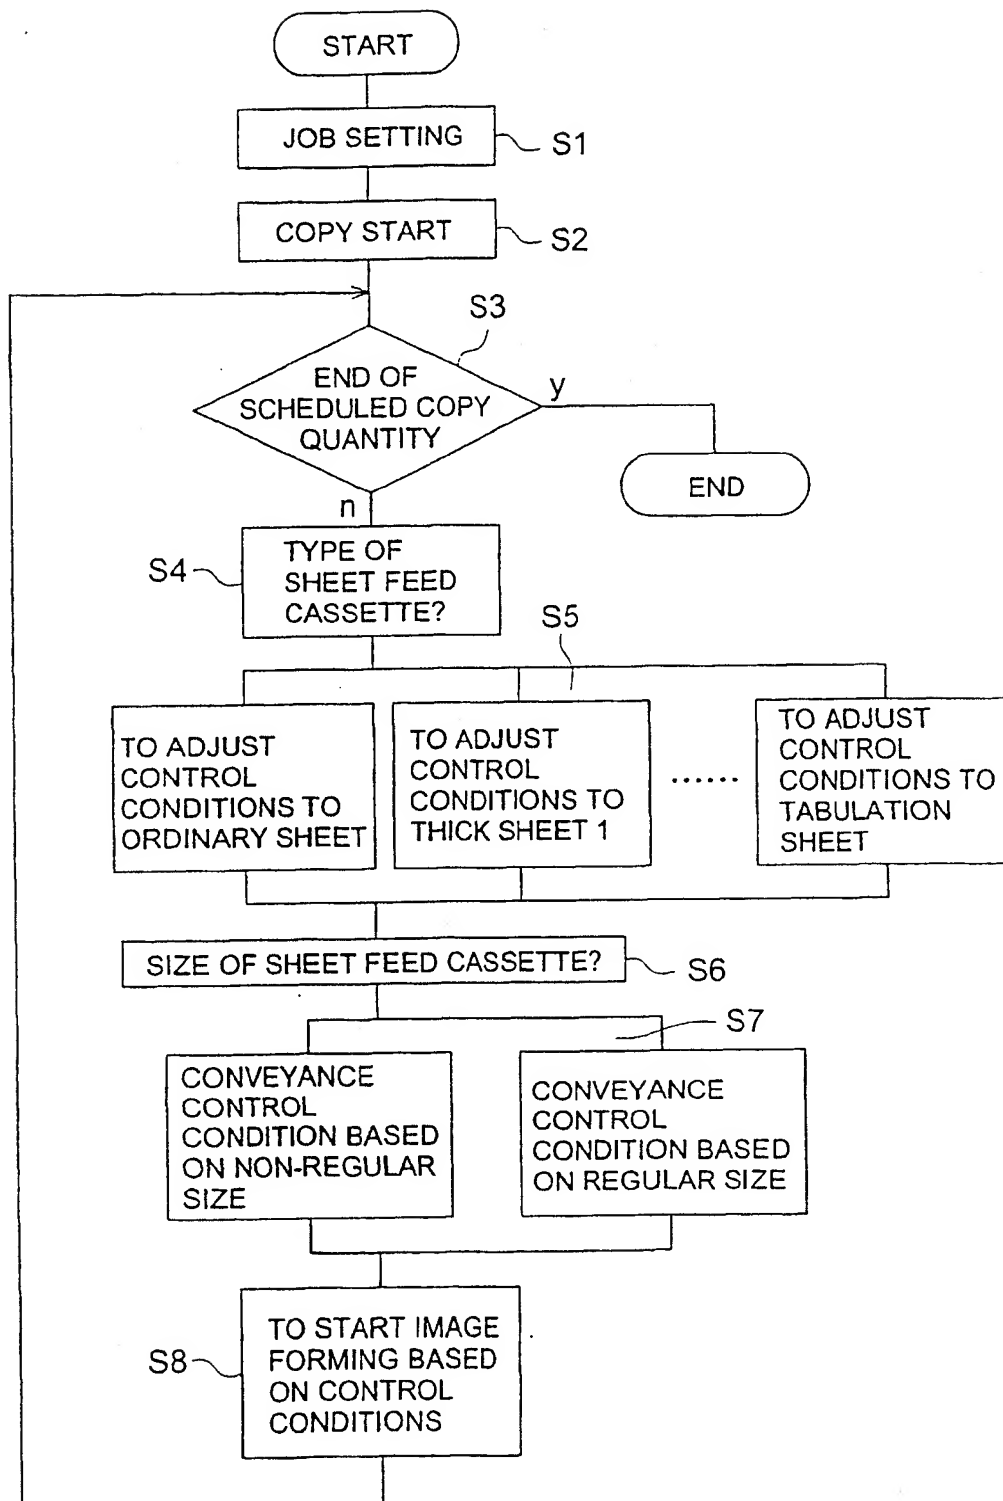 START
JOB SETTING
S1
COPY START
S2
S3
END OF
SCHEDULED COPY
QUANTITY
y
END
n
S4
TYPE OF
SHEET FEED
CASSETTE?
S5
TO ADJUST
CONTROL
CONDITIONS TO
ORDINARY SHEET
TO ADJUST
CONTROL
CONDITIONS TO
THICK SHEET 1
......
TO ADJUST
CONTROL
CONDITIONS TO
TABULATION
SHEET
SIZE OF SHEET FEED CASSETTE?
S6
S7
CONVEYANCE
CONTROL
CONDITION BASED
ON NON-REGULAR
SIZE
CONVEYANCE
CONTROL
CONDITION BASED
ON REGULAR SIZE
S8
TO START IMAGE
FORMING BASED
ON CONTROL
CONDITIONS